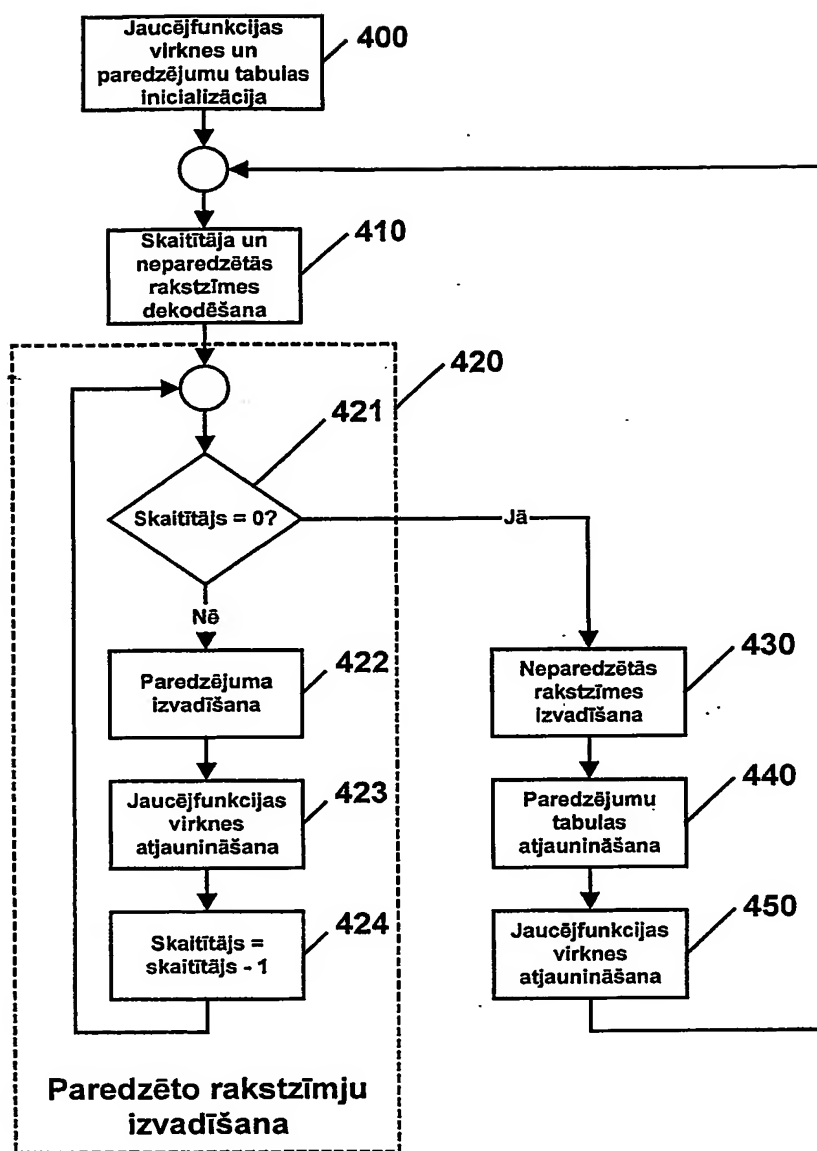 Jaucējfunkcijas
virknes un
paredzējumu tabulas
inicializācija
400
Skaitītāja un
neparedzētās
rakstzīmes
dekodēšana
410
420
421
Skaitītājs = 0?
Jā
Nē
Paredzējuma
izvadīšana
422
Jaucējfunkcijas
virknes
atjaunināšana
423
Skaitītājs =
skaitītājs - 1
424
Paredzēto rakstzīmju
izvadīšana
Neparedzētās
rakstzīmes
izvadīšana
430
Paredzējumu
tabulas
atjaunināšana
440
Jaucējfunkcijas
virknes
atjaunināšana
450